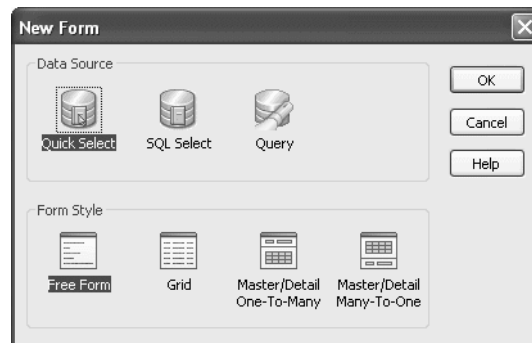 New Form
Data Source
Quick Select
SQL Select
Query
OK
Cancel
Help
Form Style
Free Form
Grid
Master/Detail
One-To-Many
Master/Detail
Many-To-One